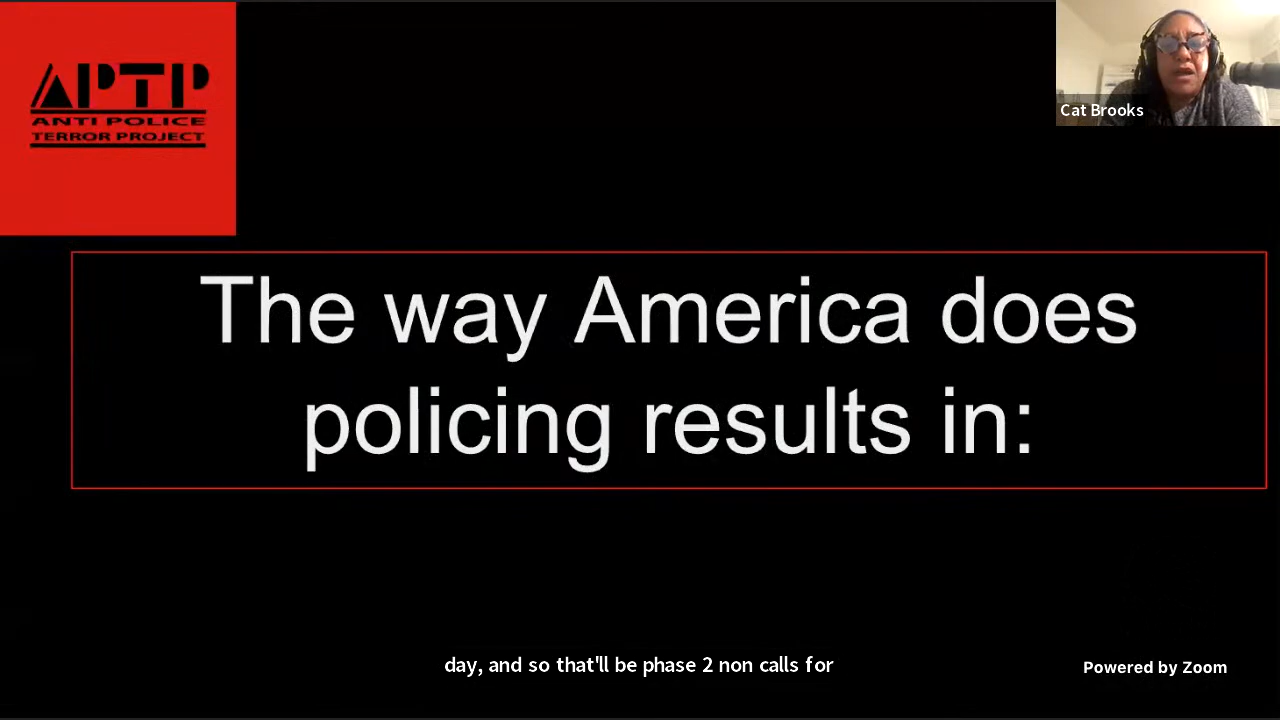 APTP
ANTI POLICE
TERROR PROJECT
Cat Brooks
The way America does
policing results in:
day, and so that'll be phase 2 non calls for
Powered by Zoom